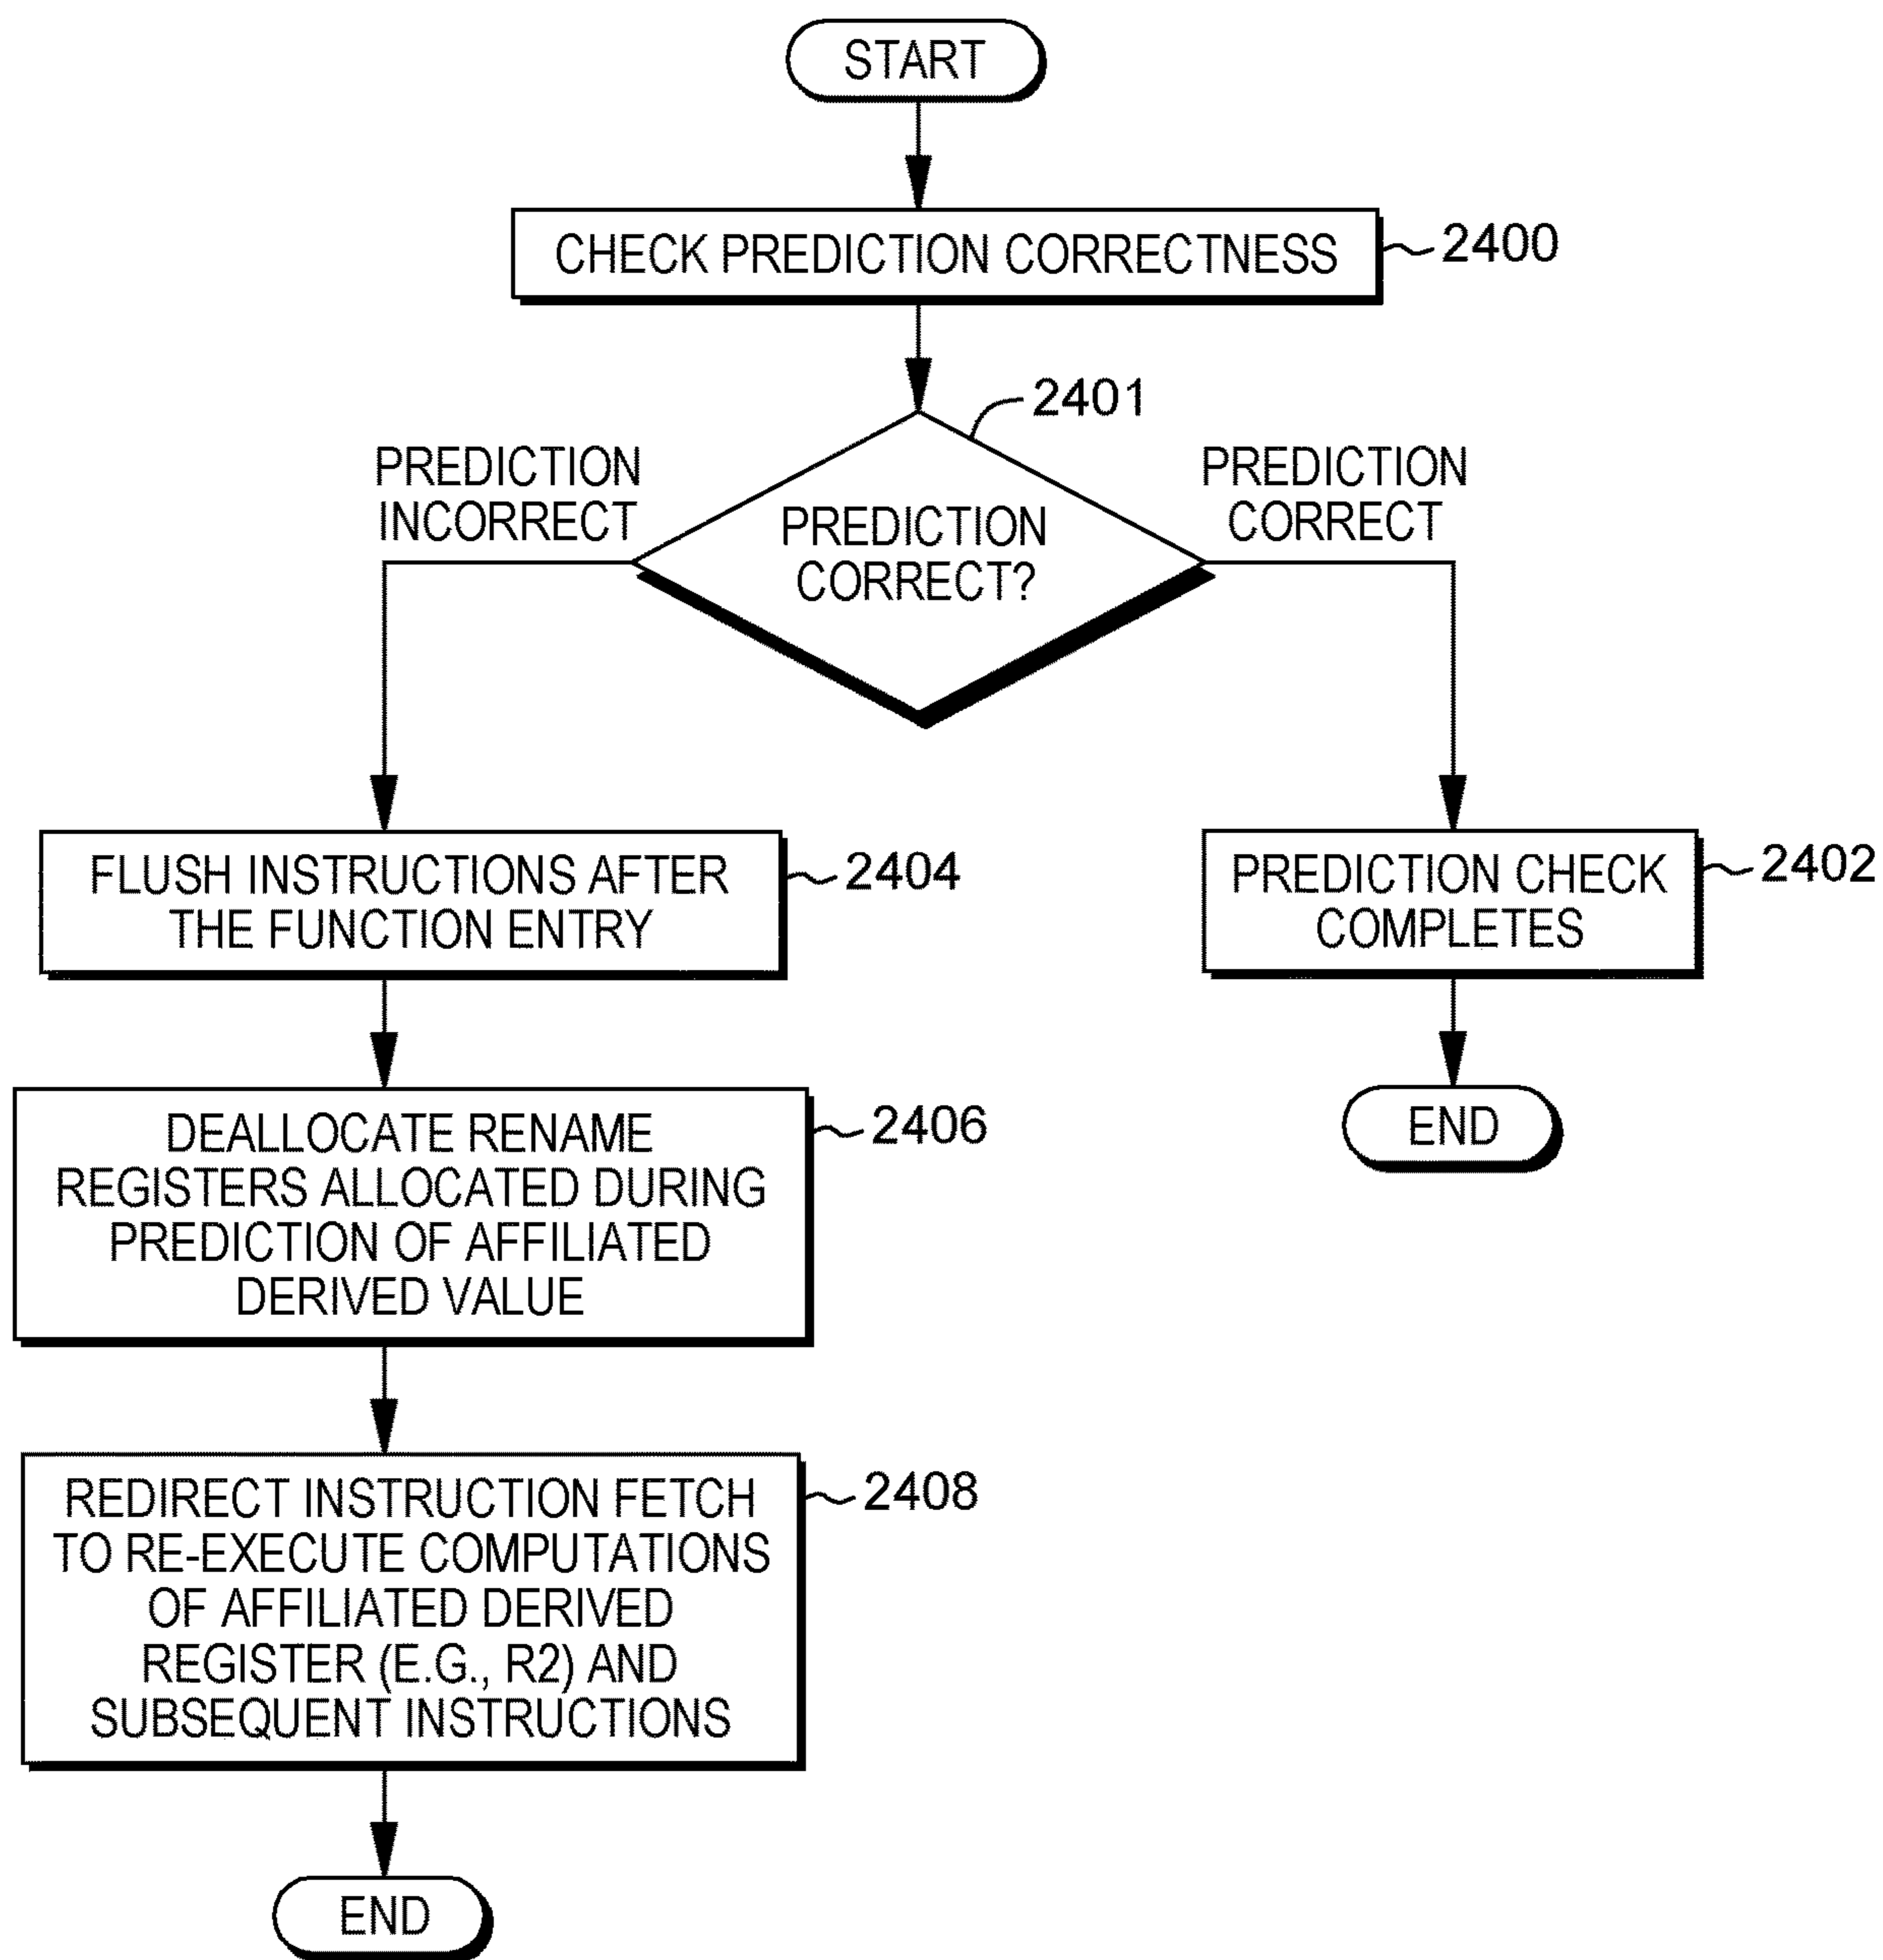 START
CHECK PREDICTION CORRECTNESS
2400
2401
PREDICTION
INCORRECT
PREDICTION
CORRECT?
PREDICTION
CORRECT
FLUSH INSTRUCTIONS AFTER
THE FUNCTION ENTRY
2404
PREDICTION CHECK
COMPLETES
2402
DEALLOCATE RENAME
REGISTERS ALLOCATED DURING
PREDICTION OF AFFILIATED
DERIVED VALUE
2406
END
REDIRECT INSTRUCTION FETCH
TO RE-EXECUTE COMPUTATIONS
OF AFFILIATED DERIVED
REGISTER (E.G., R2) AND
SUBSEQUENT INSTRUCTIONS
2408
END